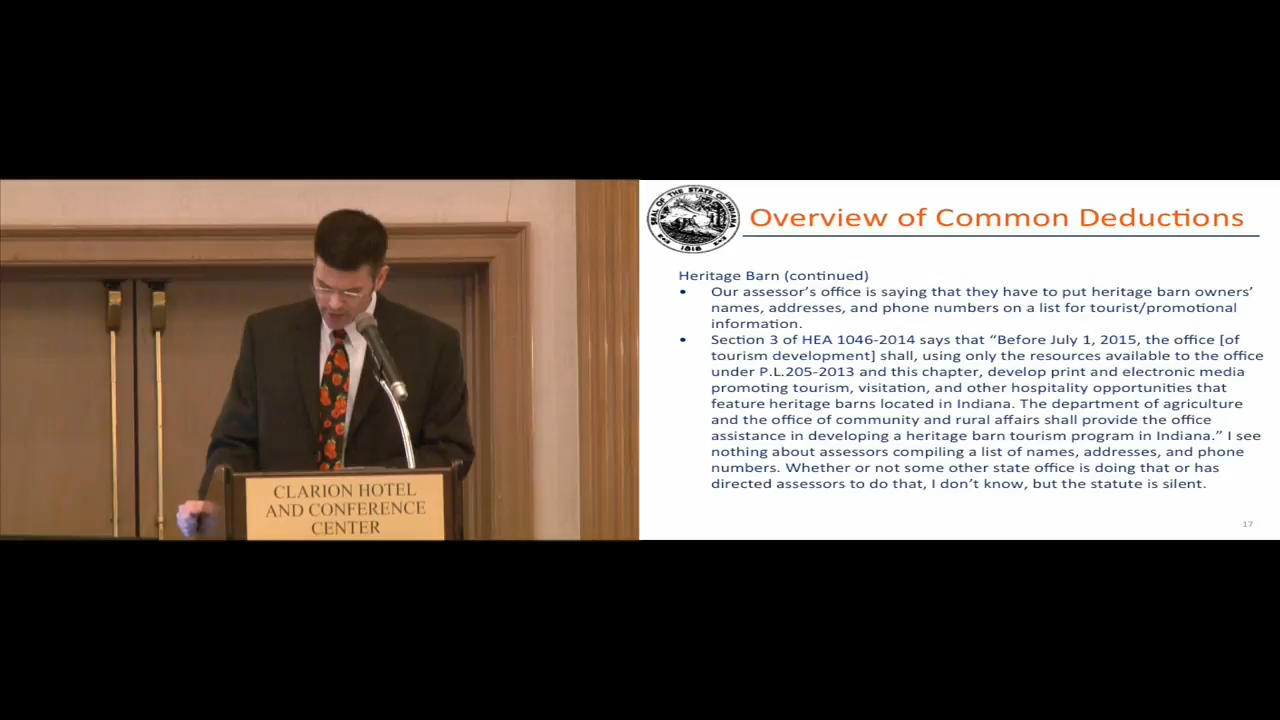 CLARION HOTEL
AND CONFERENCE
CENTER
SEAL OF THE STATE OF INDIANA
1816
Overview of Common Deductions
Heritage Barn (continued)
• Our assessor’s office is saying that they have to put heritage barn owners’
names, addresses, and phone numbers on a list for tourist/promotional
information.
• Section 3 of HEA 1046-2014 says that “Before July 1, 2015, the office [of
tourism development] shall, using only the resources available to the office
under P.L.205-2013 and this chapter, develop print and electronic media
promoting tourism, visitation, and other hospitality opportunities that
feature heritage barns located in Indiana. The department of agriculture
and the office of community and rural affairs shall provide the office
assistance in developing a heritage barn tourism program in Indiana.” I see
nothing about assessors compiling a list of names, addresses, and phone
numbers. Whether or not some other state office is doing that or has
directed assessors to do that, I don’t know, but the statute is silent.
17